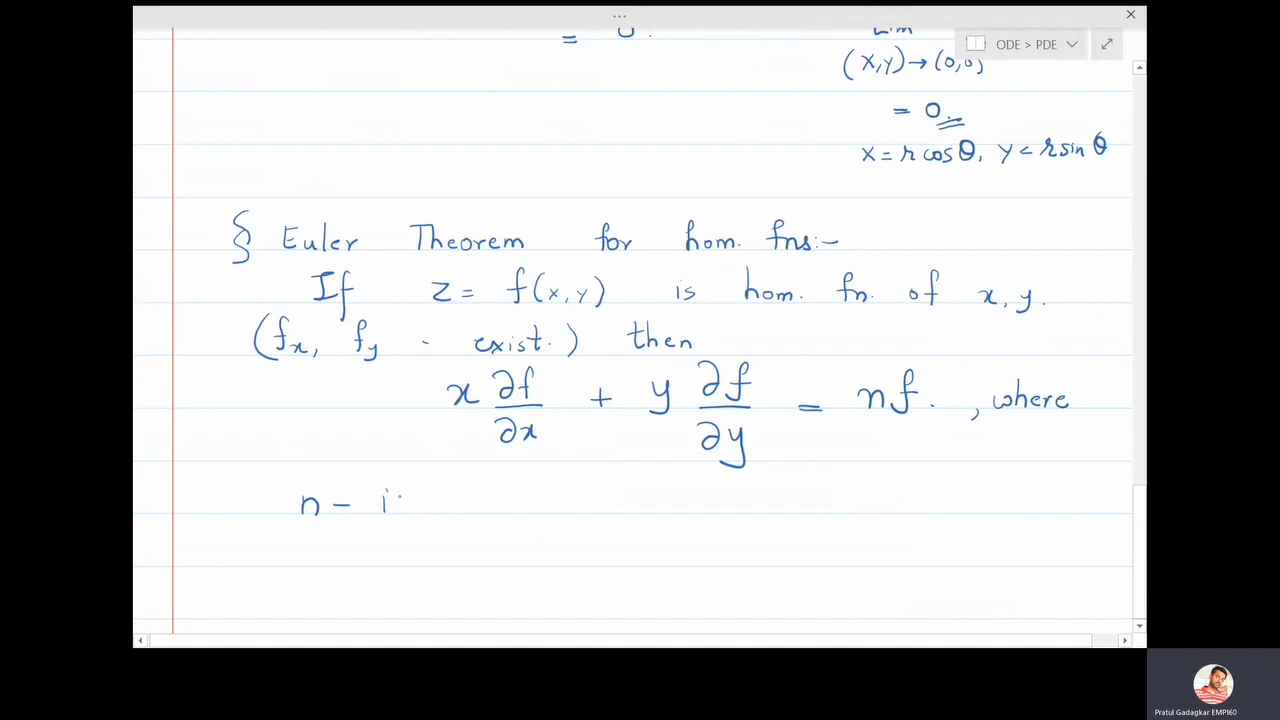 = 0.
Lim
(x,y)→(0,0)
ODE > PDE
= 0.
x = r cos θ, y = r sin θ
§ Euler Theorem for hom. fns:-
If z = f(x,y) is hom. fn. of x, y.
(fx, fy - exist.) then
x ∂f/∂x + y ∂f/∂y = nf. , where
n - i
Pratul Gadagkar EMP160